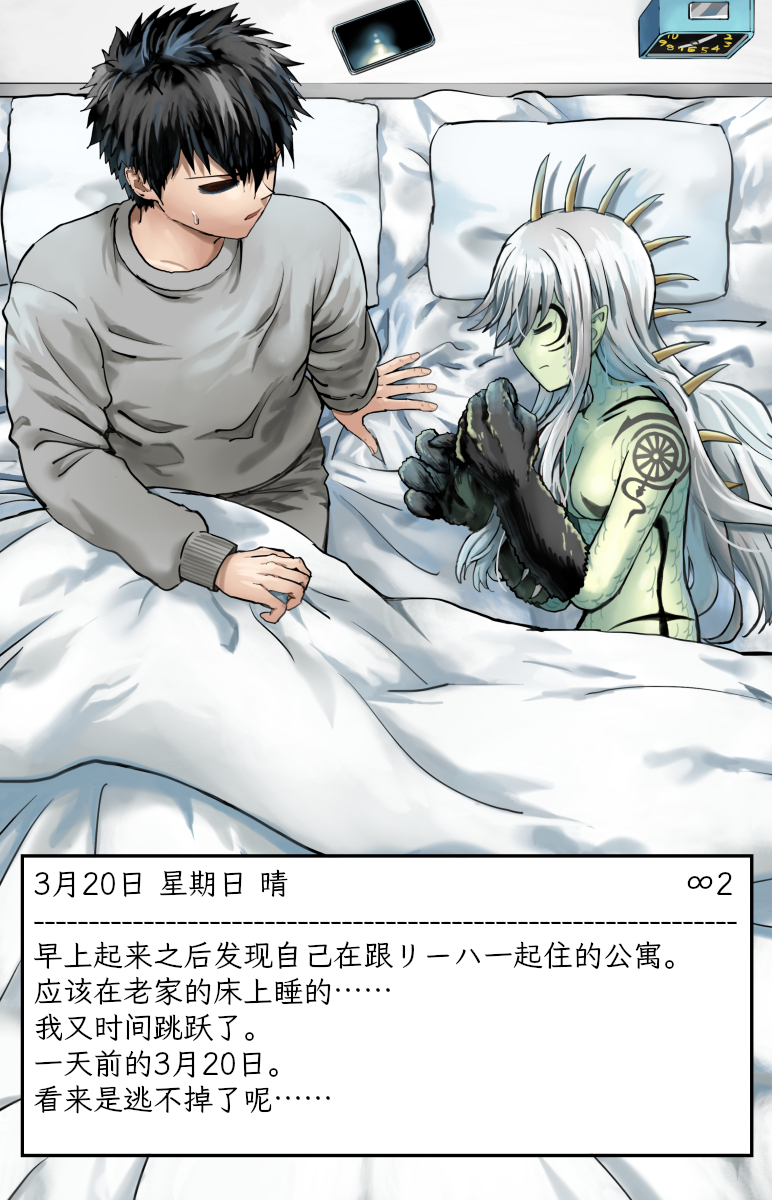 3月20日 星期日 晴 ∞2
早上起来之后发现自己在跟リーハ一起住的公寓。
应该在老家的床上睡的……
我又时间跳跃了。
一天前的3月20日。
看来是逃不掉了呢……